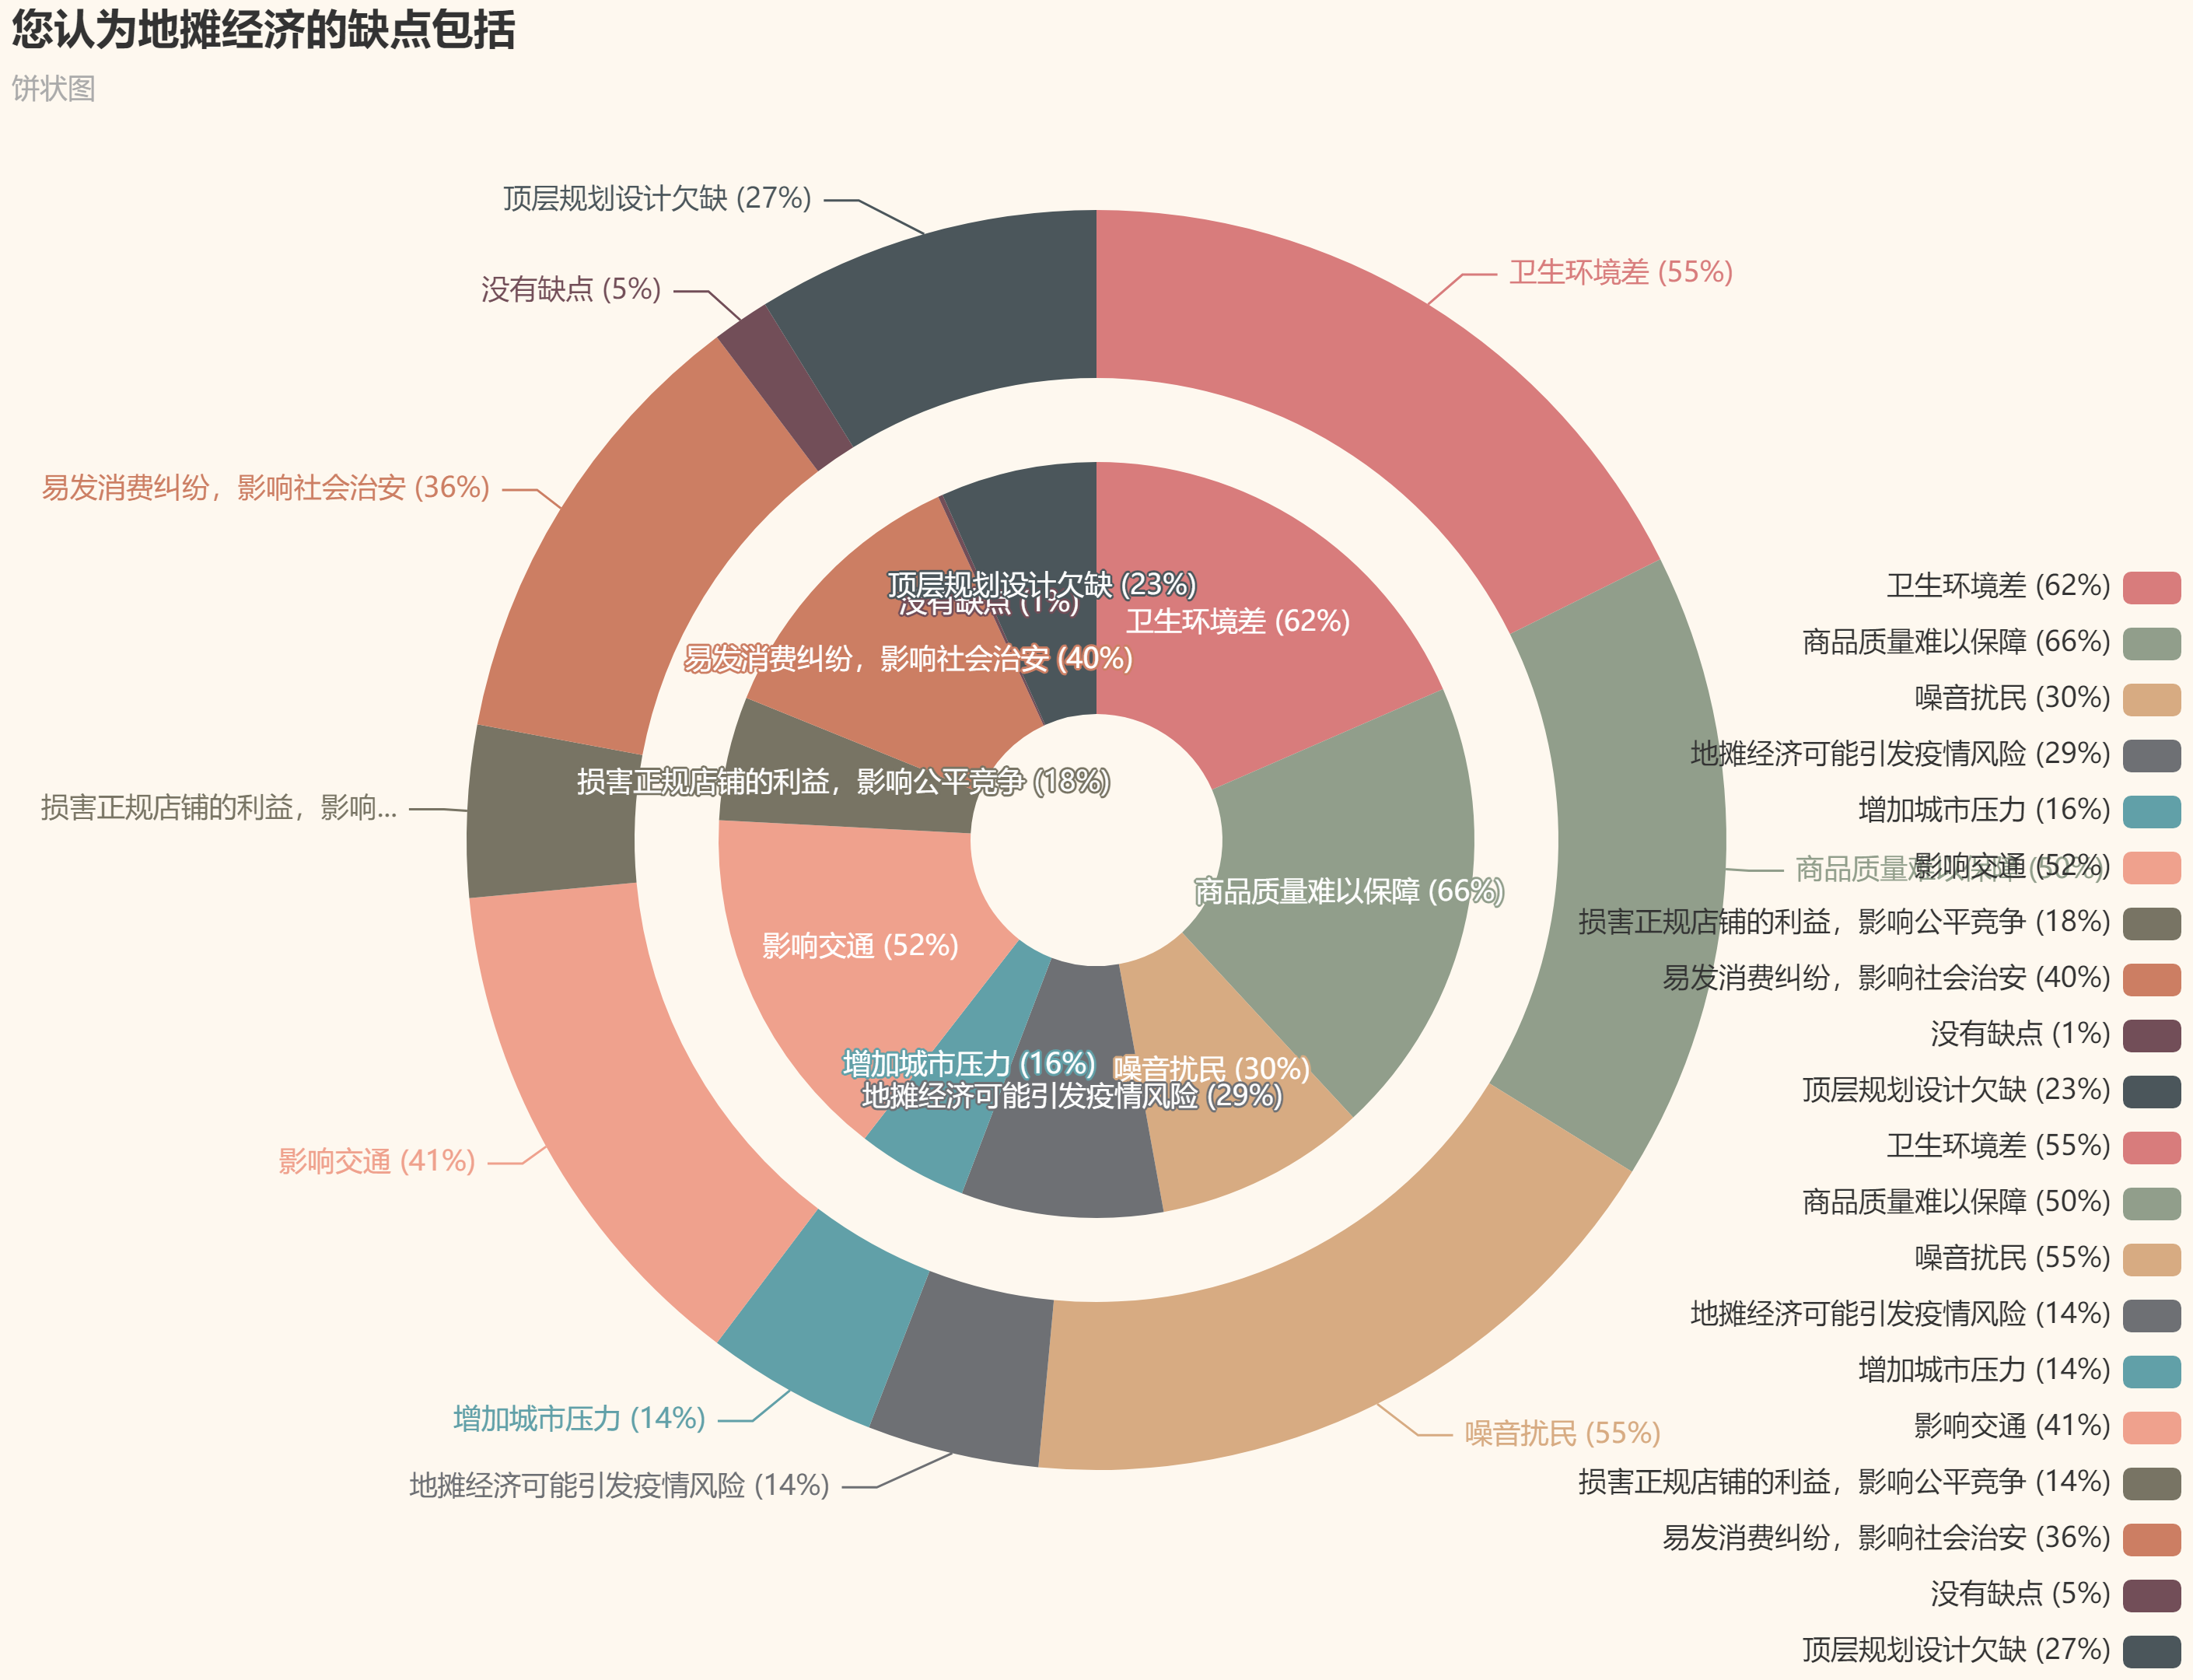 您认为地摊经济的缺点包括
饼状图
顶层规划设计欠缺 (27%)
没有缺点 (5%)
易发消费纠纷，影响社会治安 (36%)
损害正规店铺的利益，影响...
影响交通 (41%)
增加城市压力 (14%)
地摊经济可能引发疫情风险 (14%)
卫生环境差 (55%)
商品质量难以保障 (50%)
噪音扰民 (55%)
顶层规划设计欠缺 (23%)
没有缺点 (1%)
卫生环境差 (62%)
易发消费纠纷，影响社会治安 (40%)
损害正规店铺的利益，影响公平竞争 (18%)
商品质量难以保障 (66%)
影响交通 (52%)
增加城市压力 (16%)
噪音扰民 (30%)
地摊经济可能引发疫情风险 (29%)
卫生环境差 (62%)
商品质量难以保障 (66%)
噪音扰民 (30%)
地摊经济可能引发疫情风险 (29%)
增加城市压力 (16%)
影响交通 (52%)
损害正规店铺的利益，影响公平竞争 (18%)
易发消费纠纷，影响社会治安 (40%)
没有缺点 (1%)
顶层规划设计欠缺 (23%)
卫生环境差 (55%)
商品质量难以保障 (50%)
噪音扰民 (55%)
地摊经济可能引发疫情风险 (14%)
增加城市压力 (14%)
影响交通 (41%)
损害正规店铺的利益，影响公平竞争 (14%)
易发消费纠纷，影响社会治安 (36%)
没有缺点 (5%)
顶层规划设计欠缺 (27%)